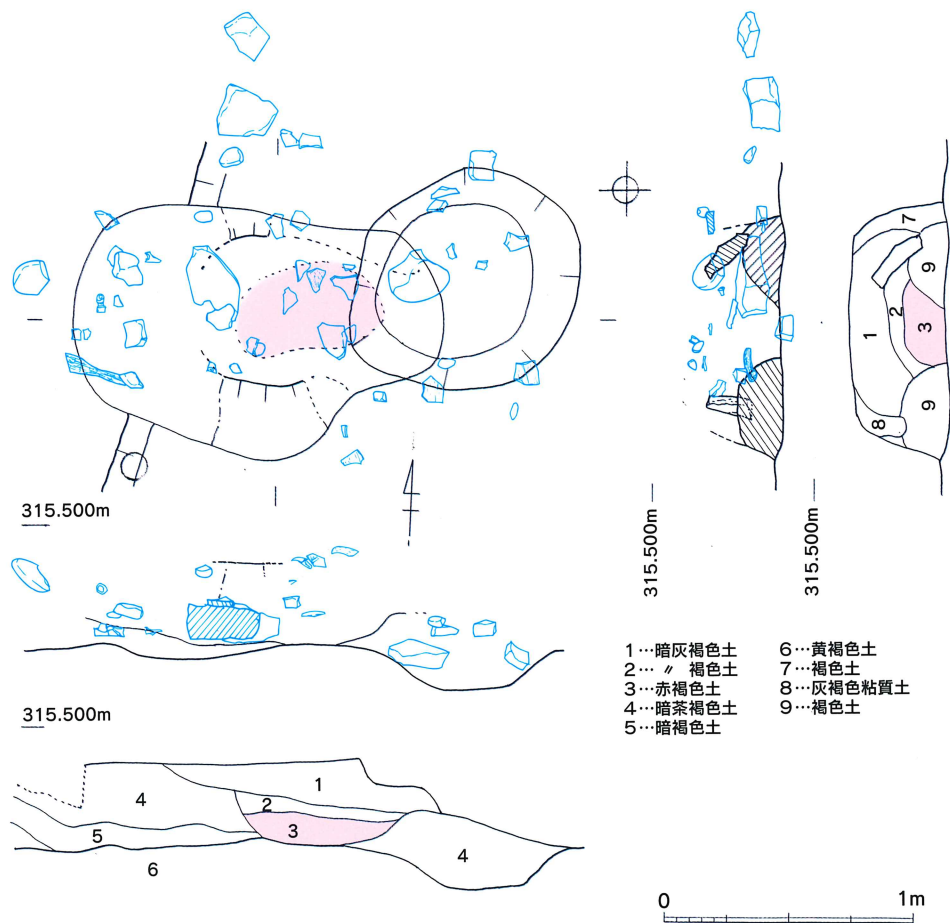 7
9
2
3
1
9
8
315.500m
315.500m
315.500m
1…暗灰褐色土
2…〃 褐色土
3…赤褐色土
4…暗茶褐色土
5…暗褐色土
6…黄褐色土
7…褐色土
8…灰褐色粘質土
9…褐色土
315.500m
1
4
2
3
5
4
6
0 1m